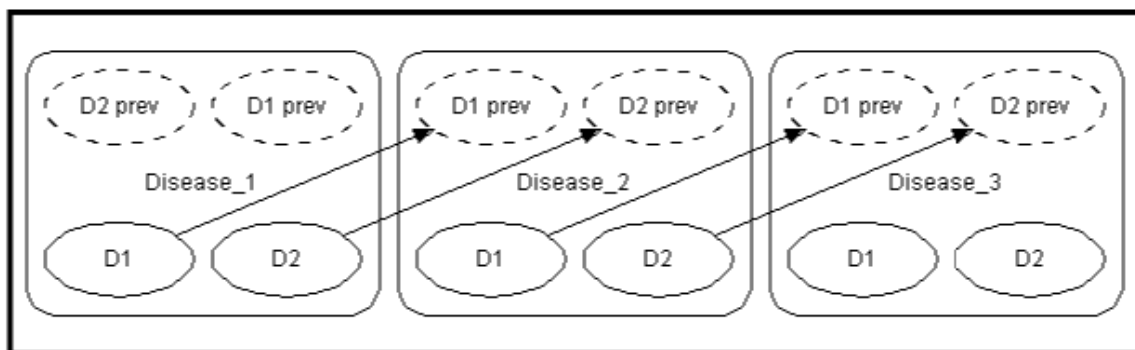 D2 prev D1 prev D1 prev D2 prev D1 prev D2 prev
Disease_1 Disease_2 Disease_3
D1 D2 D1 D2 D1 D2